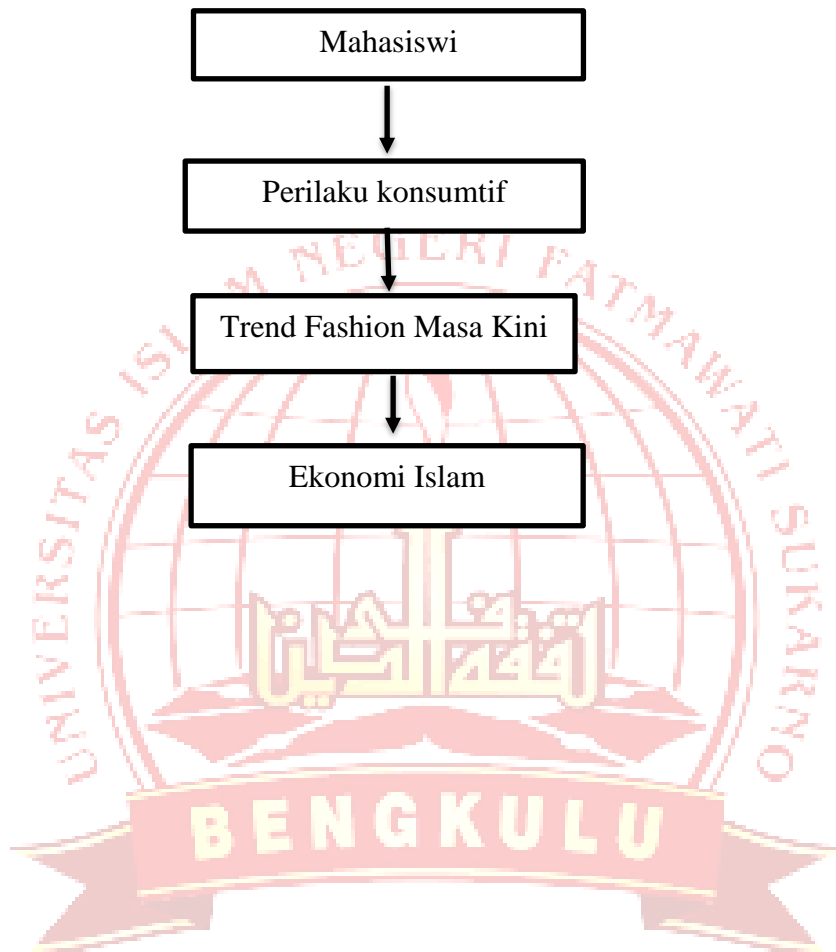 Mahasiswi
Perilaku konsumtif
Trend Fashion Masa Kini
Ekonomi Islam
UNIVERSITAS ISLAM NEGERI FATMAWATI SUKARNO
BENGKULU